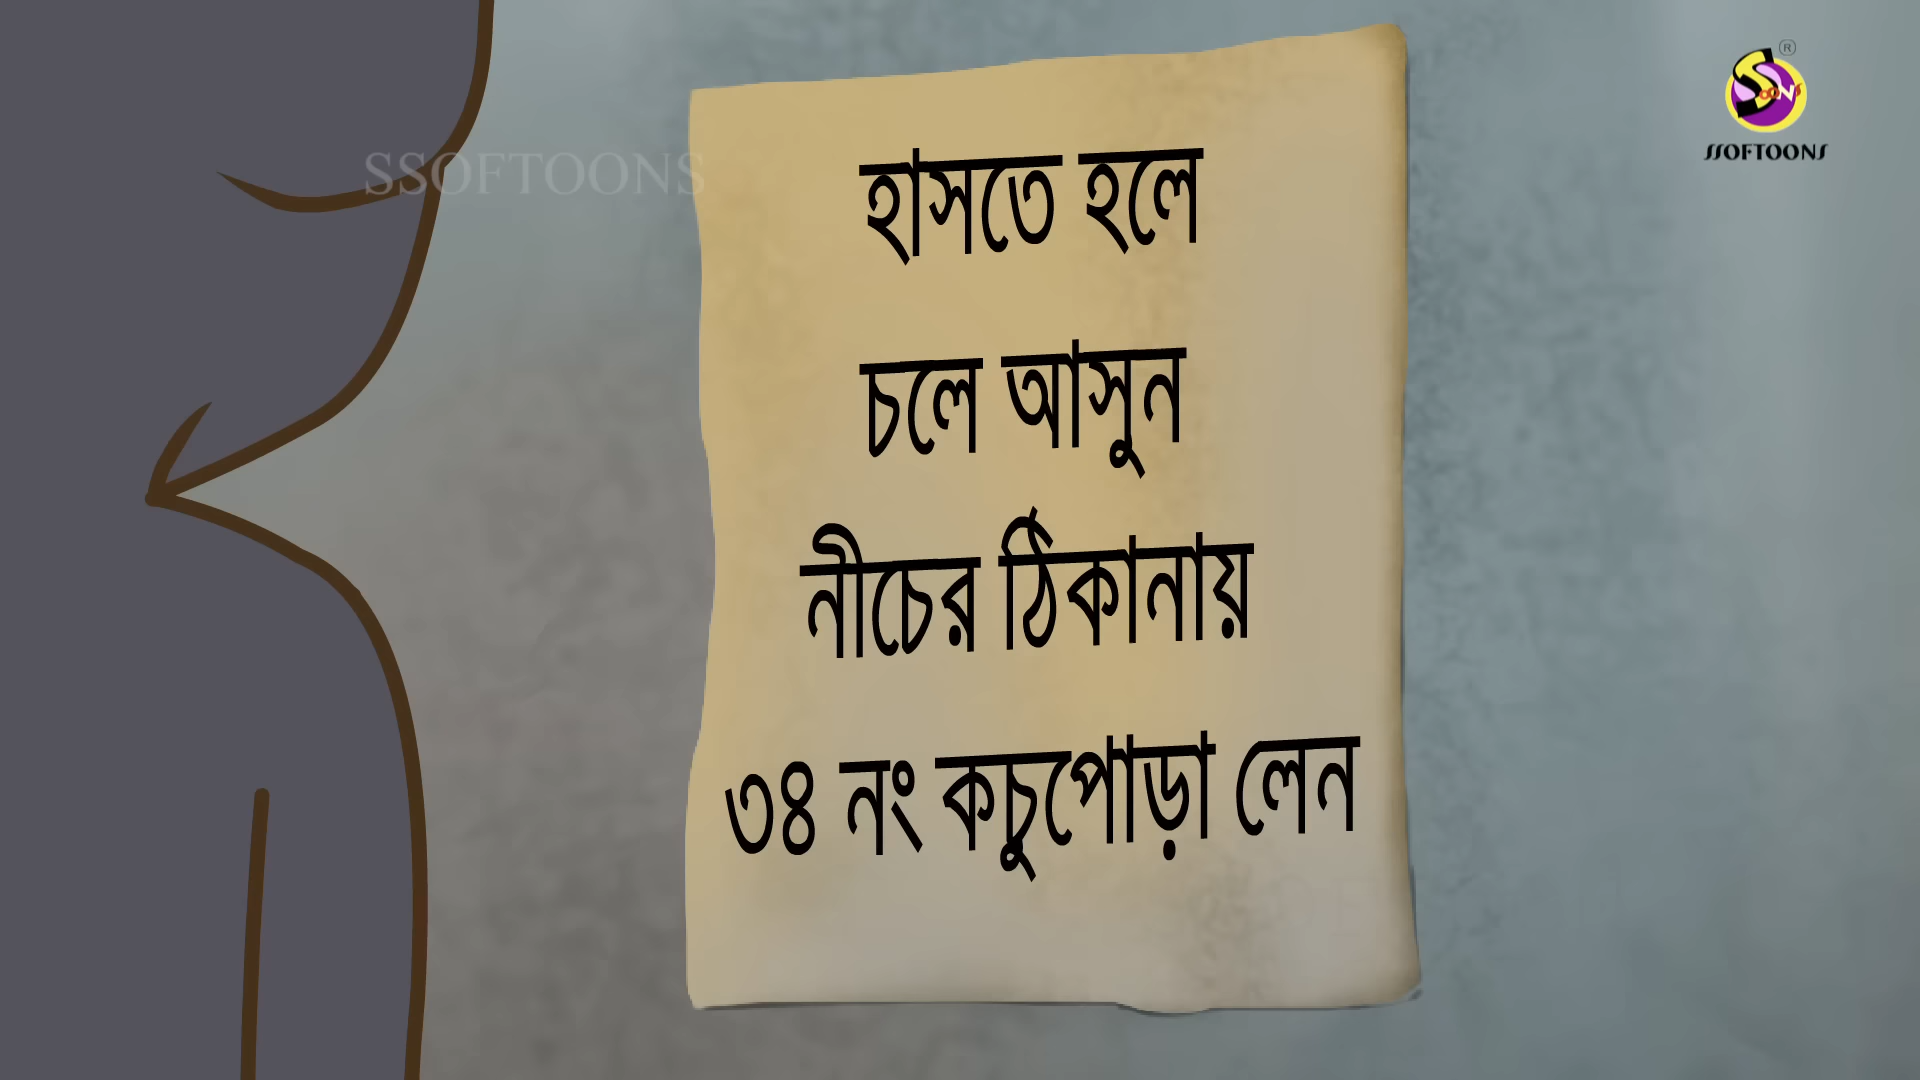 হাসতে হলে
চলে আসুন
নীচের ঠিকানায়
৩৪ নং কচুপোড়া লেন
SSOFTOONS
SSOFTOONS